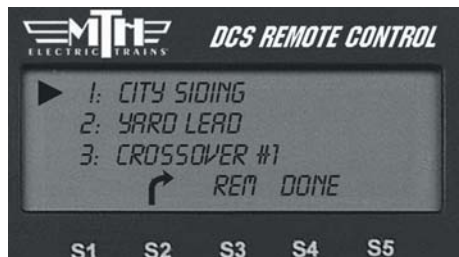 MTH DCS REMOTE CONTROL
ELECTRIC TRAINS
1: CITY SIDING
2: YARD LEAD
3: CROSSOVER #1
REM DONE
S1 S2 S3 S4 S5